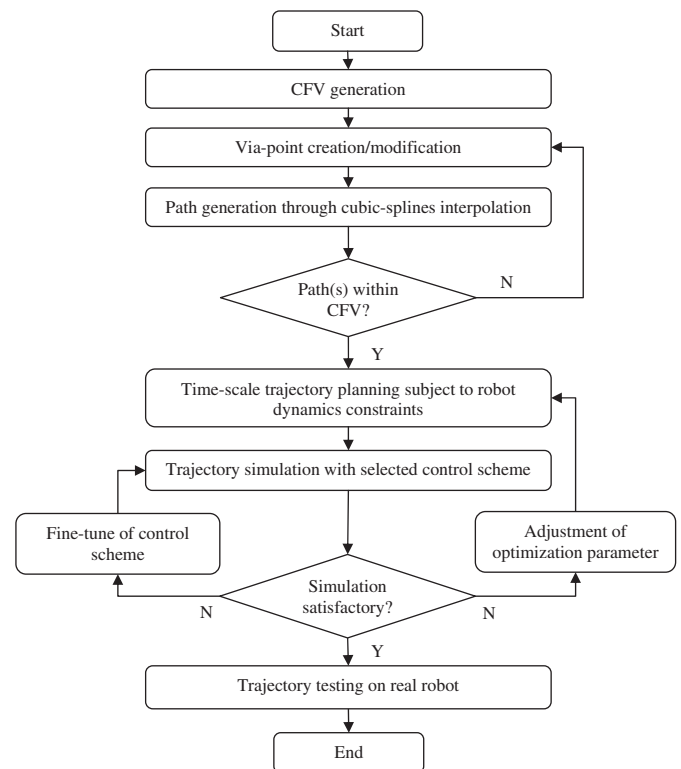 Start
CFV generation
Via-point creation/modification
Path generation through cubic-splines interpolation
Path(s) within
CFV?
N
Y
Time-scale trajectory planning subject to robot
dynamics constraints
Trajectory simulation with selected control scheme
Fine-tune of control
scheme
Adjustment of
optimization parameter
Simulation
satisfactory?
N
N
Y
Trajectory testing on real robot
End